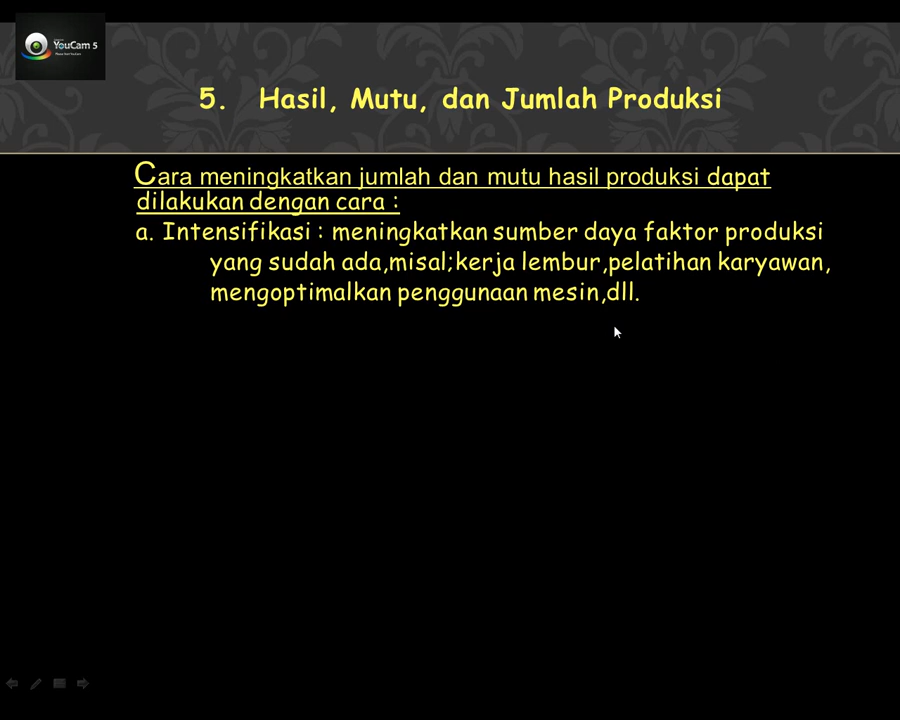 YouCam 5
5. Hasil, Mutu, dan Jumlah Produksi
Cara meningkatkan jumlah dan mutu hasil produksi dapat
dilakukan dengan cara :
a. Intensifikasi : meningkatkan sumber daya faktor produksi
yang sudah ada,misal;kerja lembur,pelatihan karyawan,
mengoptimalkan penggunaan mesin,dll.